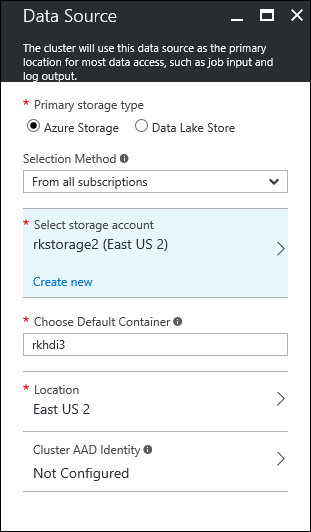 Data Source
The cluster will use this data source as the primary
location for most data access, such as job input and
log output.
* Primary storage type
Azure Storage Data Lake Store
Selection Method
From all subscriptions
* Select storage account
rkstorage2 (East US 2)
Create new
* Choose Default Container
rkhdi3
* Location
East US 2
Cluster AAD Identity
Not Configured